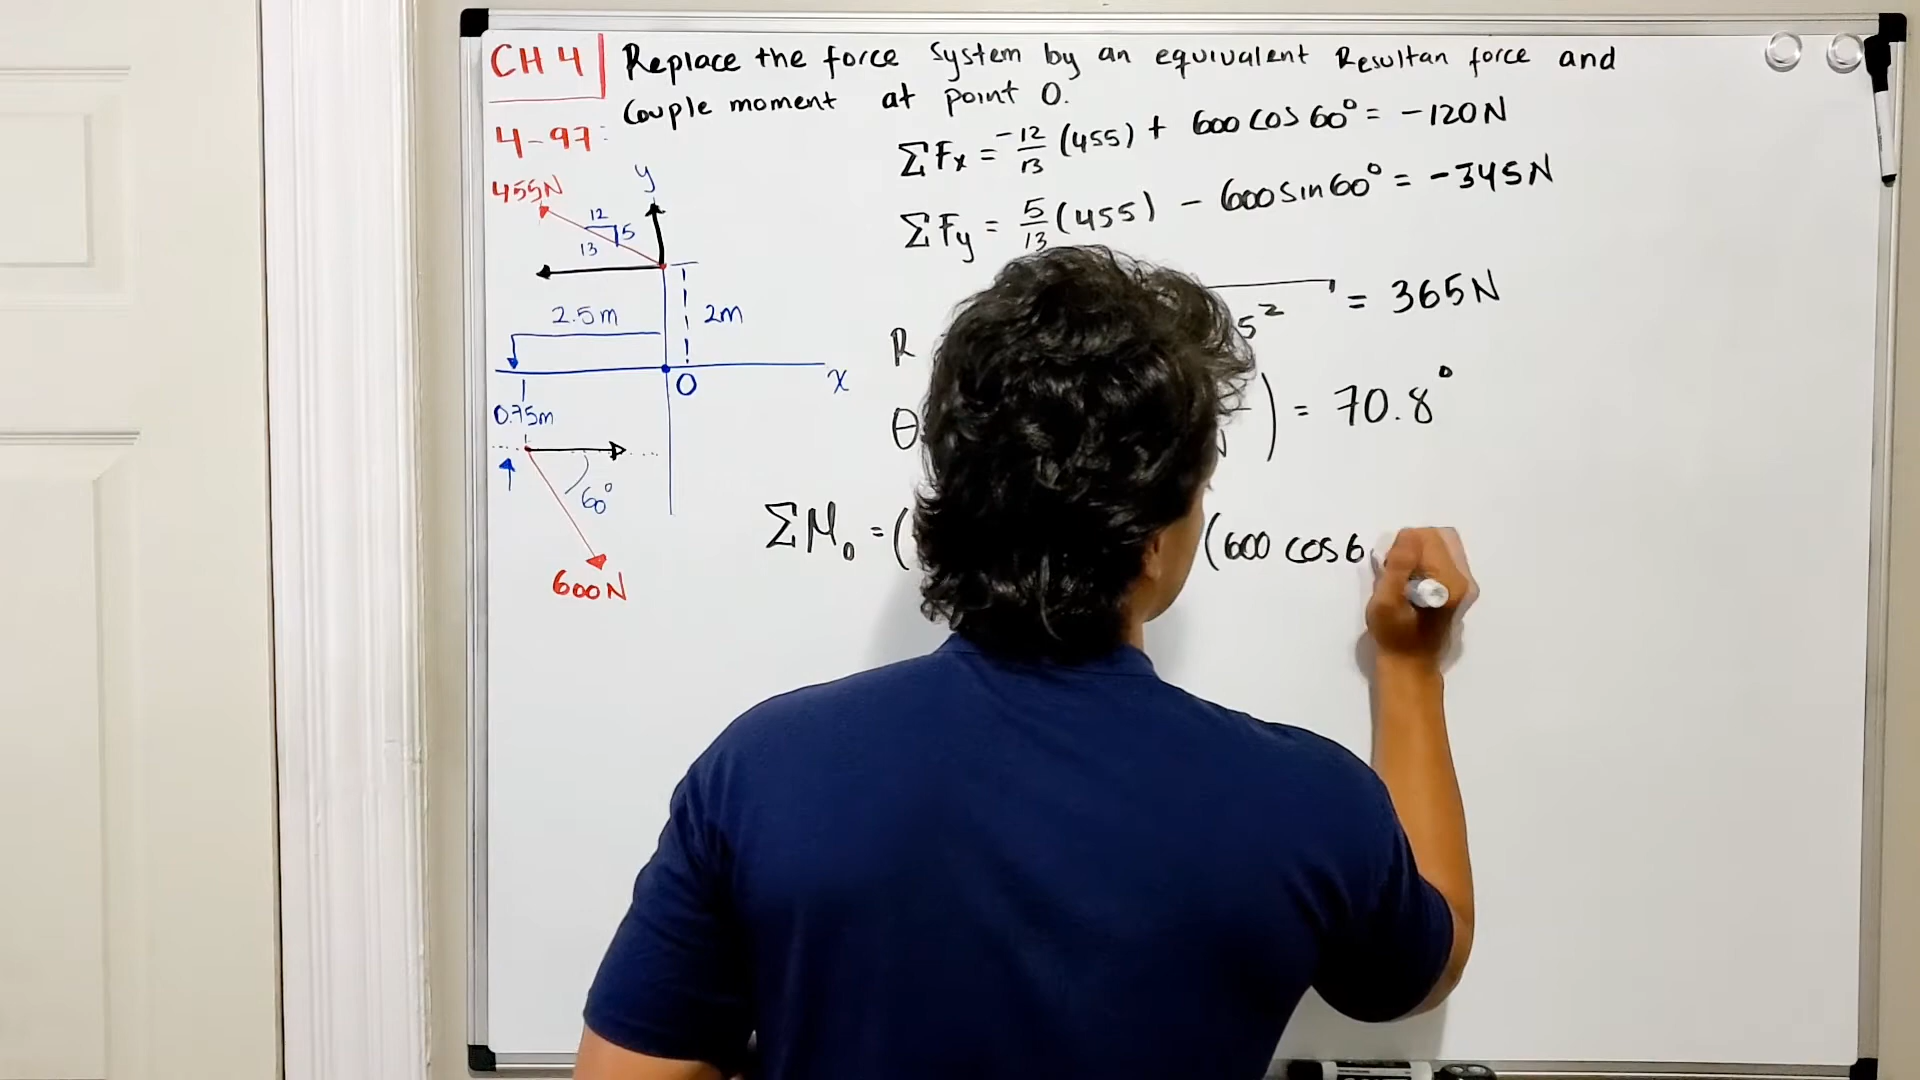 CH 4 Replace the force system by an equivalent Resultan force and
couple moment at point O.
4-97:
ΣFx = -12/13 (455) + 600 cos 60° = -120N
ΣFy = 5/13 (455) - 600 sin 60° = -345N
455N
y
12
5
13
2.5m
2m
O
x
0.75m
60°
600N
R 5² = 365N
θ ) = 70.8°
ΣMo = ( (600 cos 6